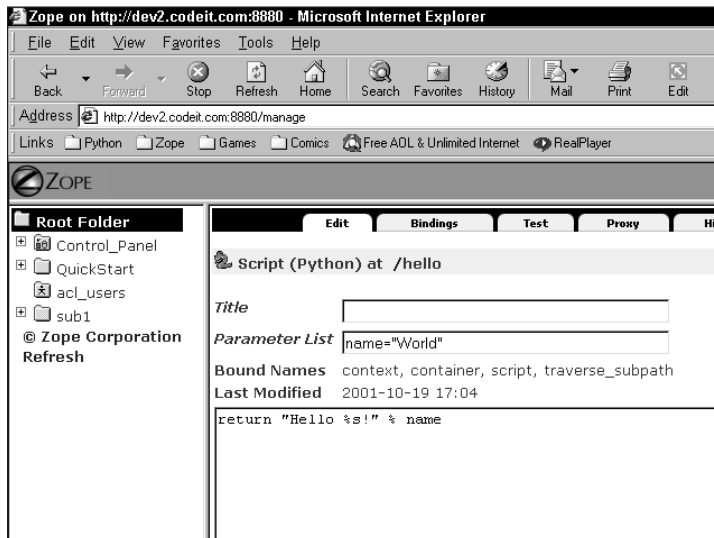 Zope on http://dev2.codeit.com:8880 - Microsoft Internet Explorer
File Edit View Favorites Tools Help
Back Forward Stop Refresh Home Search Favorites History Mail Print Edit
Address http://dev2.codeit.com:8880/manage
Links Python Zope Games Comics Free AOL & Unlimited Internet RealPlayer
ZOPE
Root Folder
Control_Panel
QuickStart
acl_users
sub1
© Zope Corporation
Refresh
Edit Bindings Test Proxy
Script (Python) at /hello
Title
Parameter List name="World"
Bound Names context, container, script, traverse_subpath
Last Modified 2001-10-19 17:04
return "Hello %s!" % name